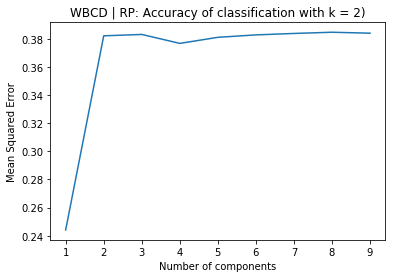 WBCD | RP: Accuracy of classification with k = 2)
Mean Squared Error
0.38
0.36
0.34
0.32
0.30
0.28
0.26
0.24
1 2 3 4 5 6 7 8 9
Number of components